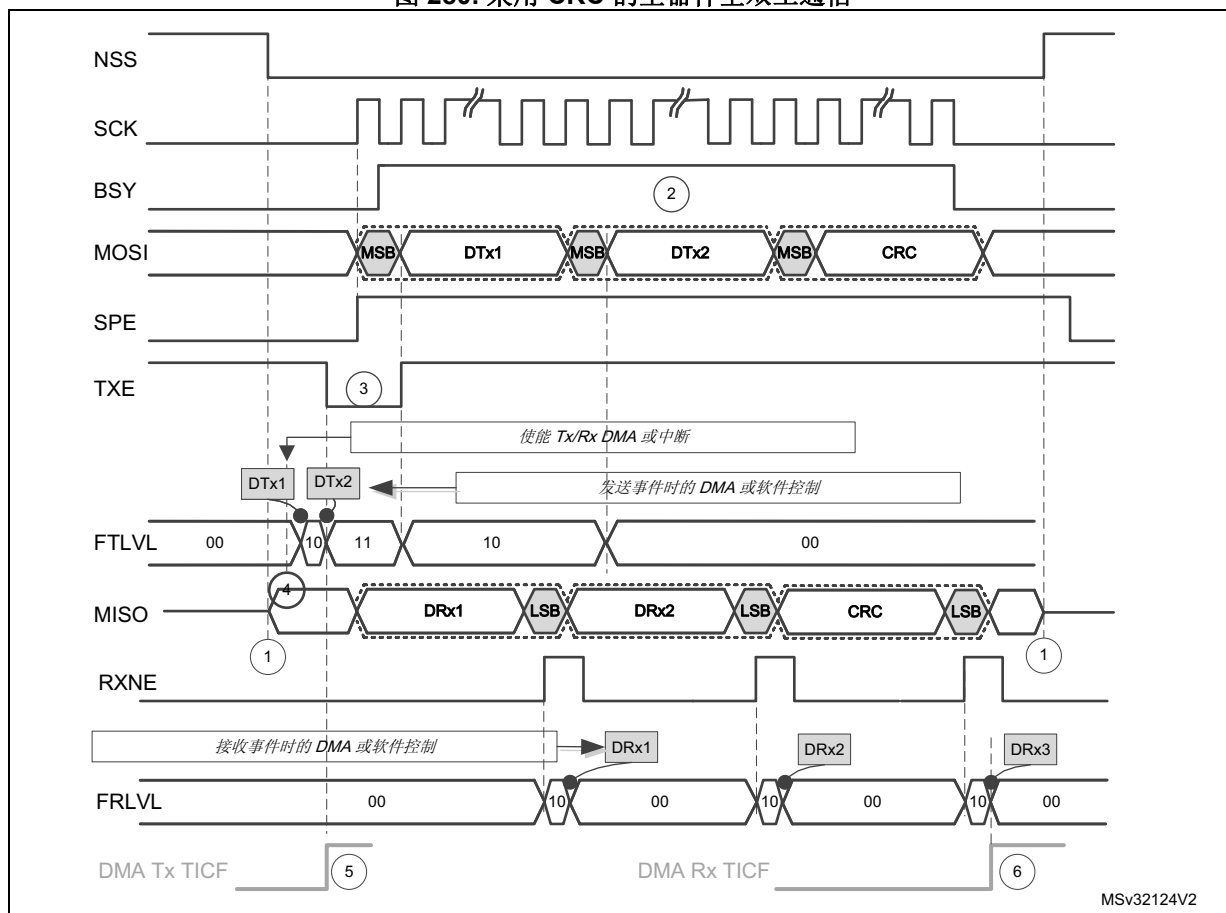 NSS
SCK
BSY
2
MOSI
MSB DTx1 MSB DTx2 MSB CRC
SPE
TXE
3
使能 Tx/Rx DMA 或中断
DTx1 DTx2
发送事件时的 DMA 或软件控制
FTLVL 00 10 11 10 00
4
MISO DRx1 LSB DRx2 LSB CRC LSB
1 1
RXNE
接收事件时的 DMA 或软件控制 DRx1 DRx2 DRx3
FRLVL 00 10 00 10 00 10 00
DMA Tx TICF 5 DMA Rx TICF 6
MSv32124V2